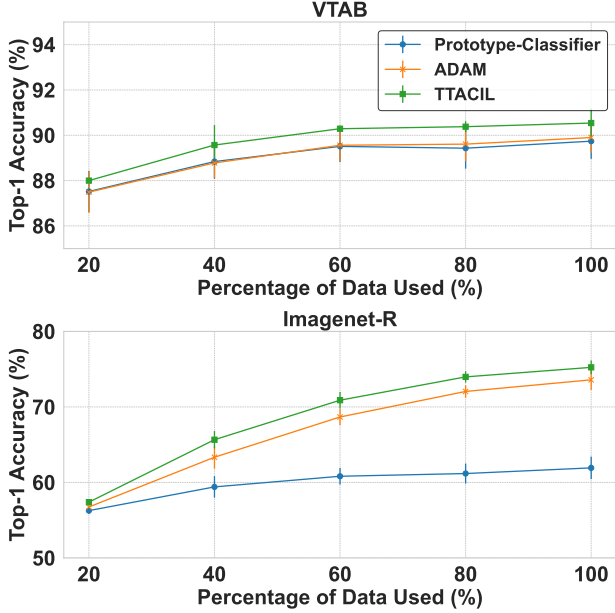 VTAB
94
92
90
88
86
Top-1 Accuracy (%)
Prototype-Classifier
ADAM
TTACIL
20 40 60 80 100
Percentage of Data Used (%)
Imagenet-R
80
70
60
50
Top-1 Accuracy (%)
20 40 60 80 100
Percentage of Data Used (%)